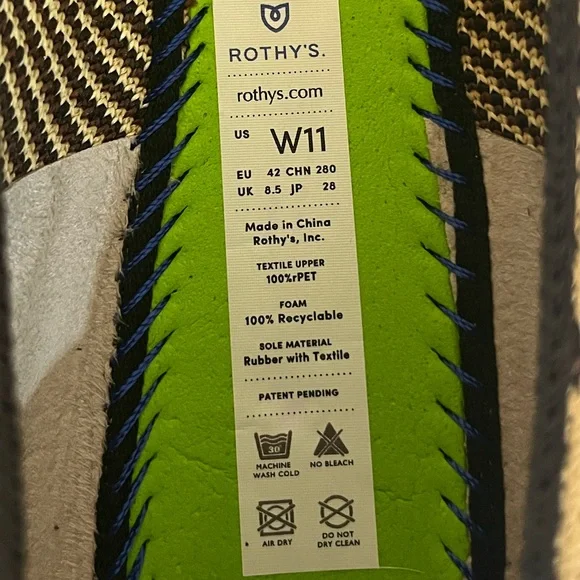 ROTHY'S.
rothys.com
US W11
EU 42 CHN 280
UK 8.5 JP 28
Made in China
Rothy's, Inc.
TEXTILE UPPER
100%rPET
FOAM
100% Recyclable
SOLE MATERIAL
Rubber with Textile
PATENT PENDING
30°
MACHINE WASH COLD
NO BLEACH
AIR DRY
DO NOT DRY CLEAN